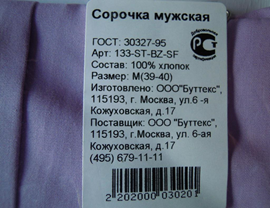 Сорочка мужская
ГОСТ: 30327-95
Арт: 133-ST-BZ-SF
Состав: 100% хлопок
Размер: M(39-40)
Изготовлено: ООО"Буттекс",
115193, г. Москва, ул.6 -я
Кожуховская, д.17
Поставщик: ООО "Буттекс",
115193, г. Москва, ул. 6-ая
Кожуховская, д.17
(495) 679-11-11
2 202000 030201